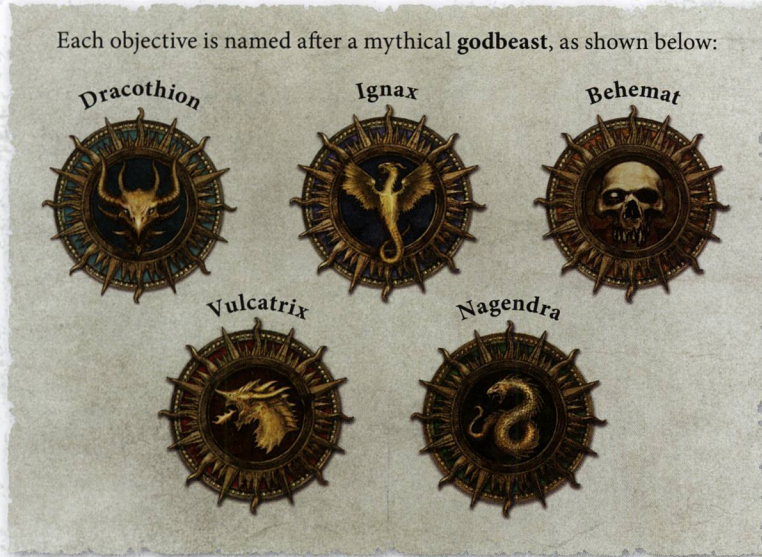 Each objective is named after a mythical godbeast, as shown below:
Dracothion
Ignax
Behemat
Vulcatrix
Nagendra